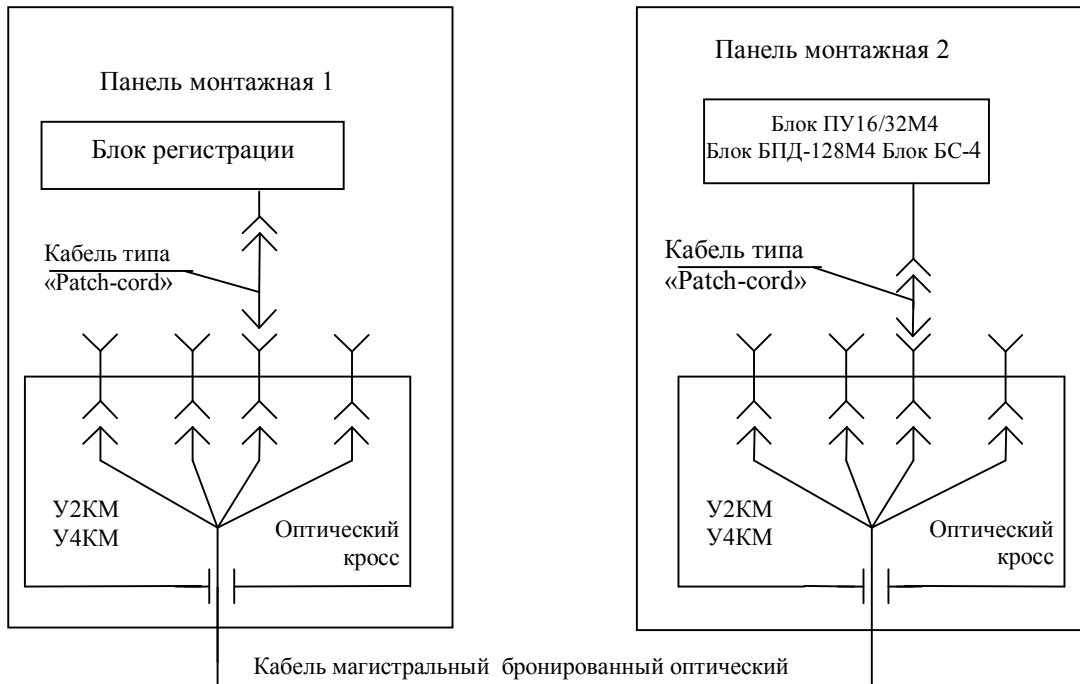 Панель монтажная 1
Блок регистрации
Кабель типа
«Patch-cord»
У2КМ
У4КМ
Оптический
кросс
Панель монтажная 2
Блок ПУ16/32М4
Блок БПД-128М4 Блок БС-4
Кабель типа
«Patch-cord»
У2КМ
У4КМ
Оптический
кросс
Кабель магистральный бронированный оптический